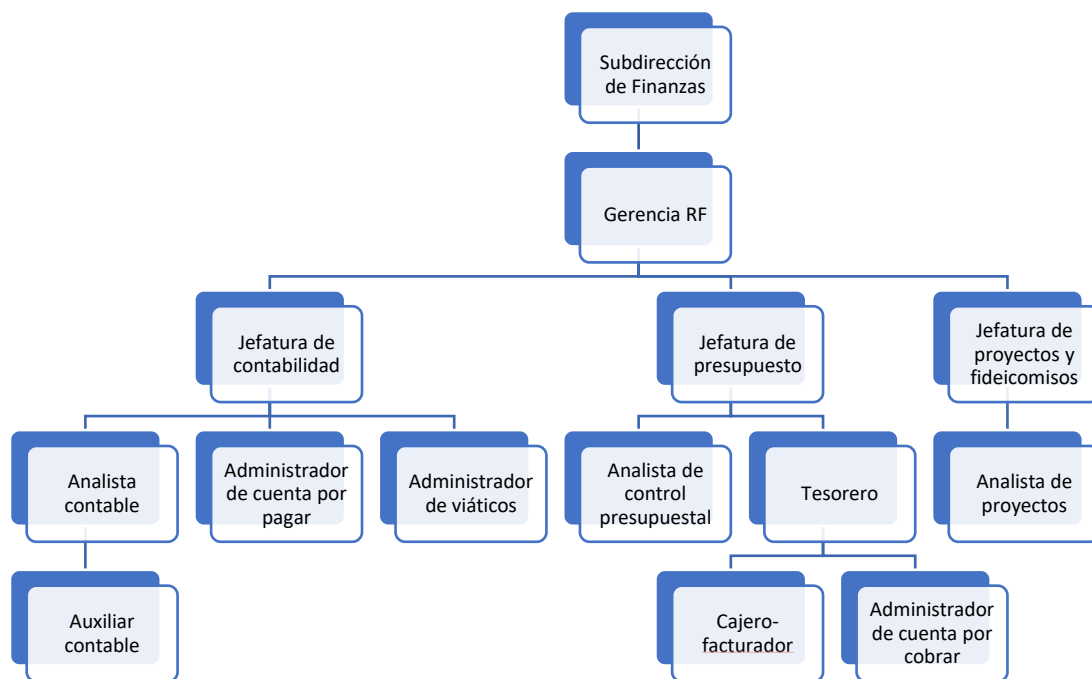 Subdirección
de Finanzas
Gerencia RF
Jefatura de
contabilidad
Jefatura de
presupuesto
Jefatura de
proyectos y
fideicomisos
Analista
contable
Administrador
de cuenta por
pagar
Administrador
de viáticos
Analista de
control
presupuestal
Tesorero
Analista de
proyectos
Auxiliar
contable
Cajero-
facturador
Administrador
de cuenta por
cobrar